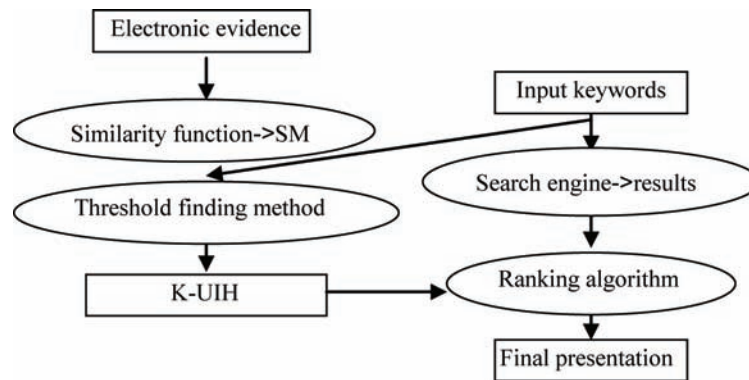 Electronic evidence
Input keywords
Similarity function->SM
Search engine->results
Threshold finding method
Ranking algorithm
K-UIH
Final presentation